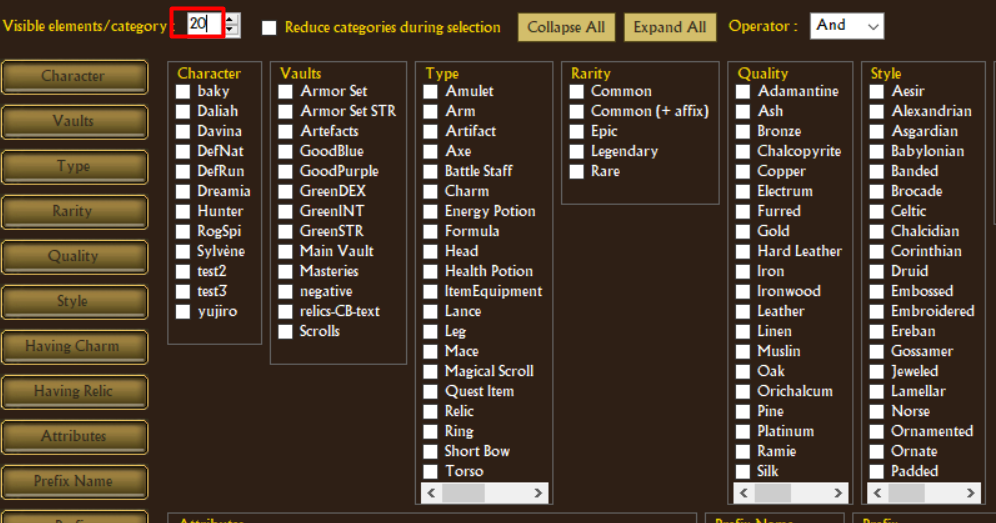 Visible elements/category : 20 Reduce categories during selection Collapse All Expand All Operator : And
Character
Vaults
Type
Rarity
Quality
Style
Having Charm
Having Relic
Attributes
Prefix Name
Character
baky
Daliah
Davina
DefNat
DefRun
Dreamia
Hunter
RogSpi
Sylvène
test2
test3
yujiro
Vaults
Armor Set
Armor Set STR
Artefacts
GoodBlue
GoodPurple
GreenDEX
GreenINT
GreenSTR
Main Vault
Masteries
negative
relics-CB-text
Scrolls
Type
Amulet
Arm
Artifact
Axe
Battle Staff
Charm
Energy Potion
Formula
Head
Health Potion
ItemEquipment
Lance
Leg
Mace
Magical Scroll
Quest Item
Relic
Ring
Short Bow
Torso
Rarity
Common
Common (+ affix)
Epic
Legendary
Rare
Quality
Adamantine
Ash
Bronze
Chalcopyrite
Copper
Electrum
Furred
Gold
Hard Leather
Iron
Ironwood
Leather
Linen
Muslin
Oak
Orichalcum
Pine
Platinum
Ramie
Silk
Style
Aesir
Alexandrian
Asgardian
Babylonian
Banded
Brocade
Celtic
Chalcidian
Corinthian
Druid
Embossed
Embroidered
Ereban
Gossamer
Jeweled
Lamellar
Norse
Ornamented
Ornate
Padded
Attributes
Prefix Name
Prefix